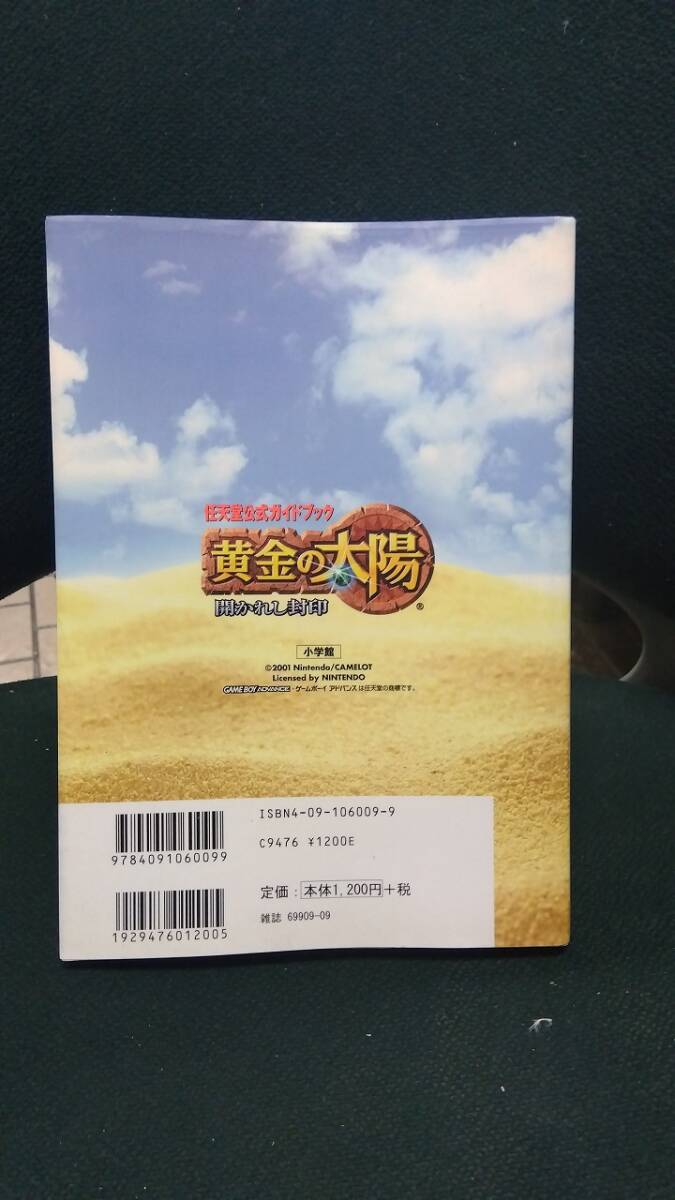 任天堂公式ガイドブック
黄金の太陽
開かれし封印
®
小学館
©2001 Nintendo/CAMELOT
Licensed by NINTENDO
GAME BOY ADVANCE・ゲームボーイ アドバンスは任天堂の商標です。
ISBN4-09-106009-9
C9476 ¥1200E
9784091060099
定価：本体1,200円+税
雑誌 69909-09
1929476012005